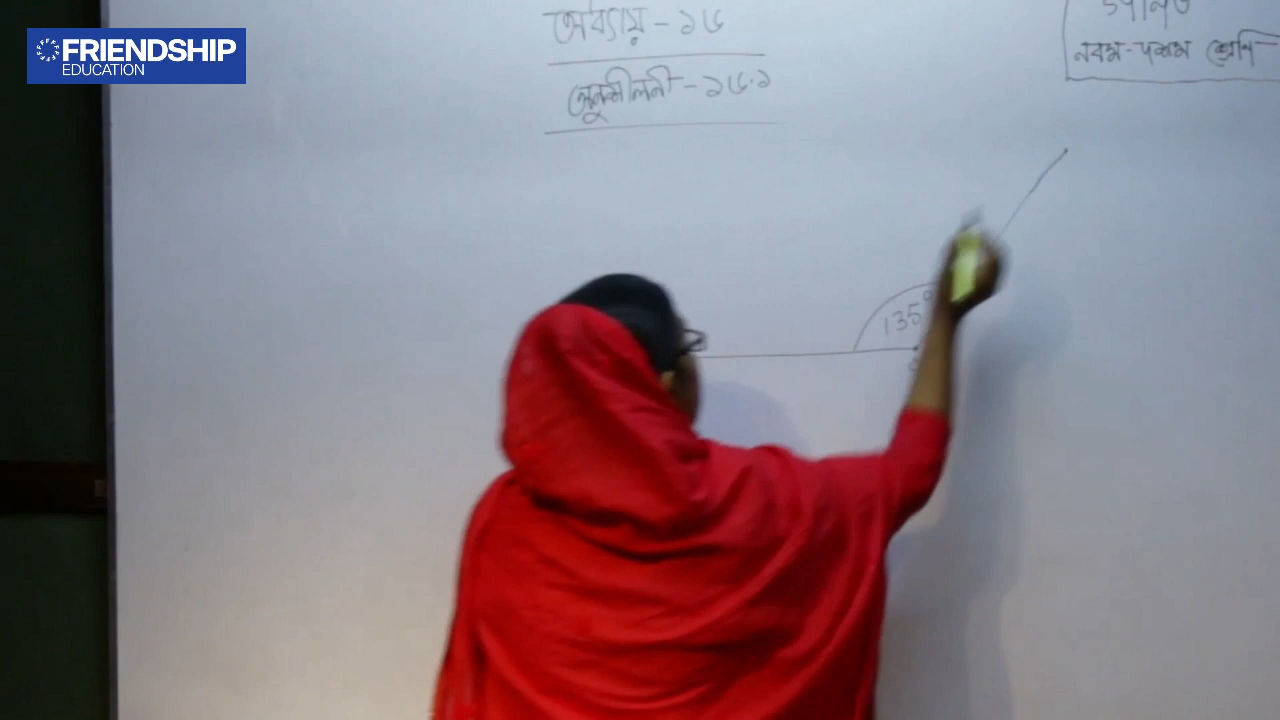 FRIENDSHIP
EDUCATION
অধ্যায় - ১৬
অনুশীলনী - ১৬.১
গণিত
নবম-দশম শ্রেণি
135°